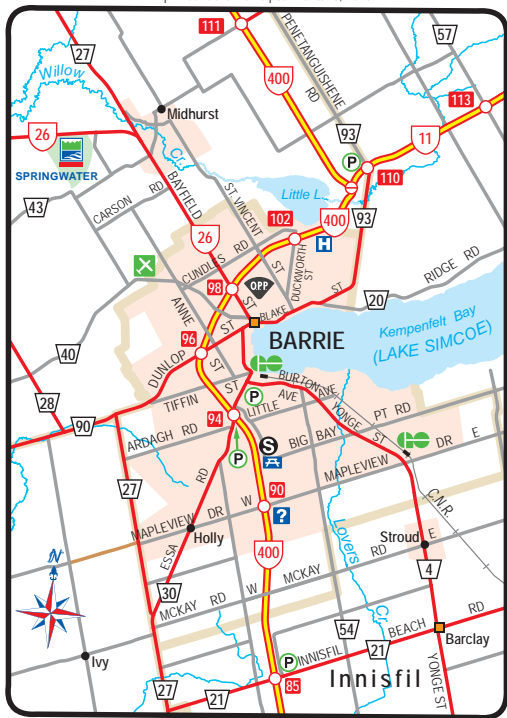 111
27
57
PENETANGUISHENE RD
400
Willow
113
Midhurst
26
93
11
P
SPRINGWATER
Cr.
110
Little L.
43
CARSON RD
BAYFIELD
ST. VINCENT
102
400
93
H
26
CUNDLES RD
DUCKWORTH ST
RIDGE RD
98
OPP
ST
ST
ST
20
ANNE
BLAKE
Kempenfelt Bay
(LAKE SIMCOE)
96
ST
BARRIE
40
DUNLOP
ST
GO
28
TIFFIN
ST
BURTON AVE
P
LITTLE AVE
YONGE ST
PT RD
90
94
ARDAGH RD
S
BIG BAY
GO
P
DR E
27
RD
90
MAPLEVIEW
C.N.R.
MAPLEVIEW DR W
?
Holly
Lovers
Stroud
E
N
ESSA
400
RD
30
W
MCKAY
4
MCKAY RD
Cr.
54
BEACH
RD
Ivy
P
INNISFIL
21
Barclay
27
21
85
Innisfil
YONGE ST